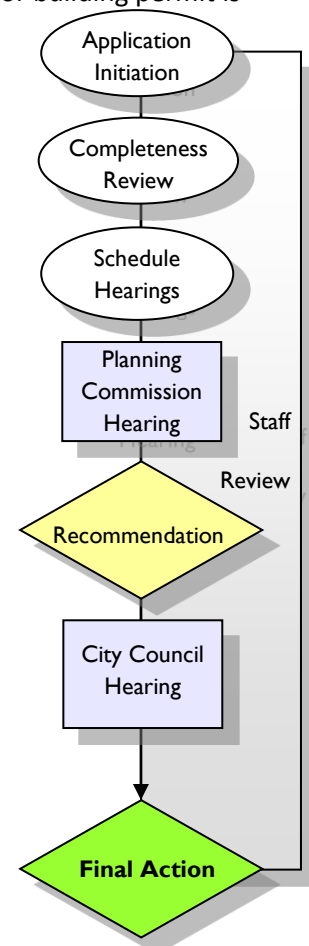 or building permit is
Application
Initiation
Completeness
Review
Schedule
Hearings
Planning
Commission
Hearing
Staff
Review
Recommendation
City Council
Hearing
Final Action